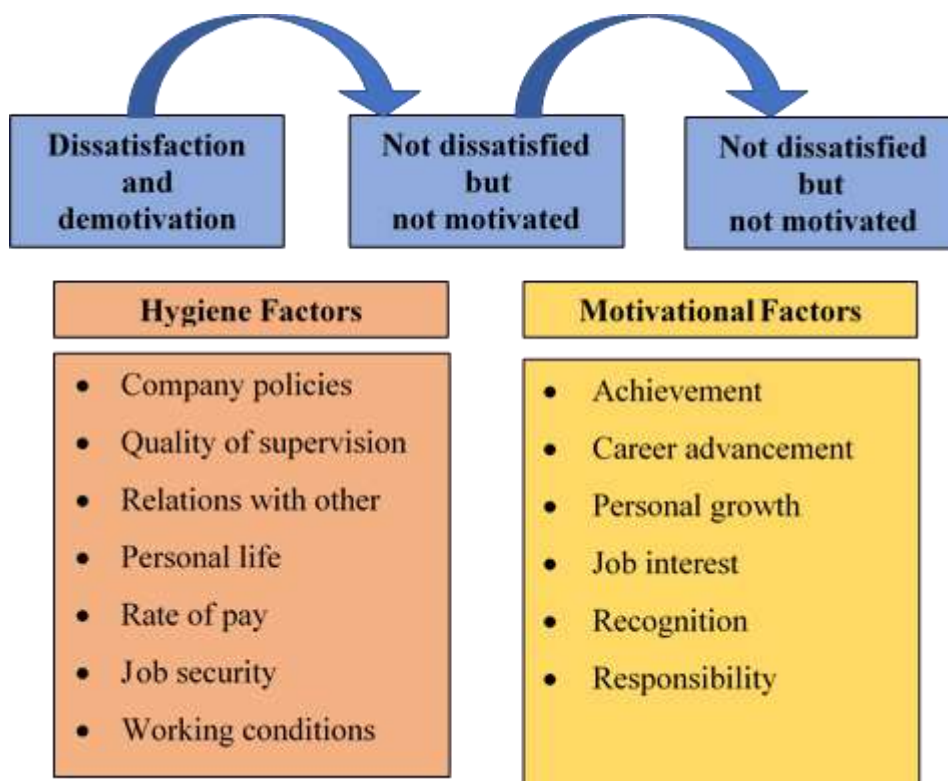 Dissatisfaction
and
demotivation
Not dissatisfied
but
not motivated
Not dissatisfied
but
not motivated
Hygiene Factors
• Company policies
• Quality of supervision
• Relations with other
• Personal life
• Rate of pay
• Job security
• Working conditions
Motivational Factors
• Achievement
• Career advancement
• Personal growth
• Job interest
• Recognition
• Responsibility